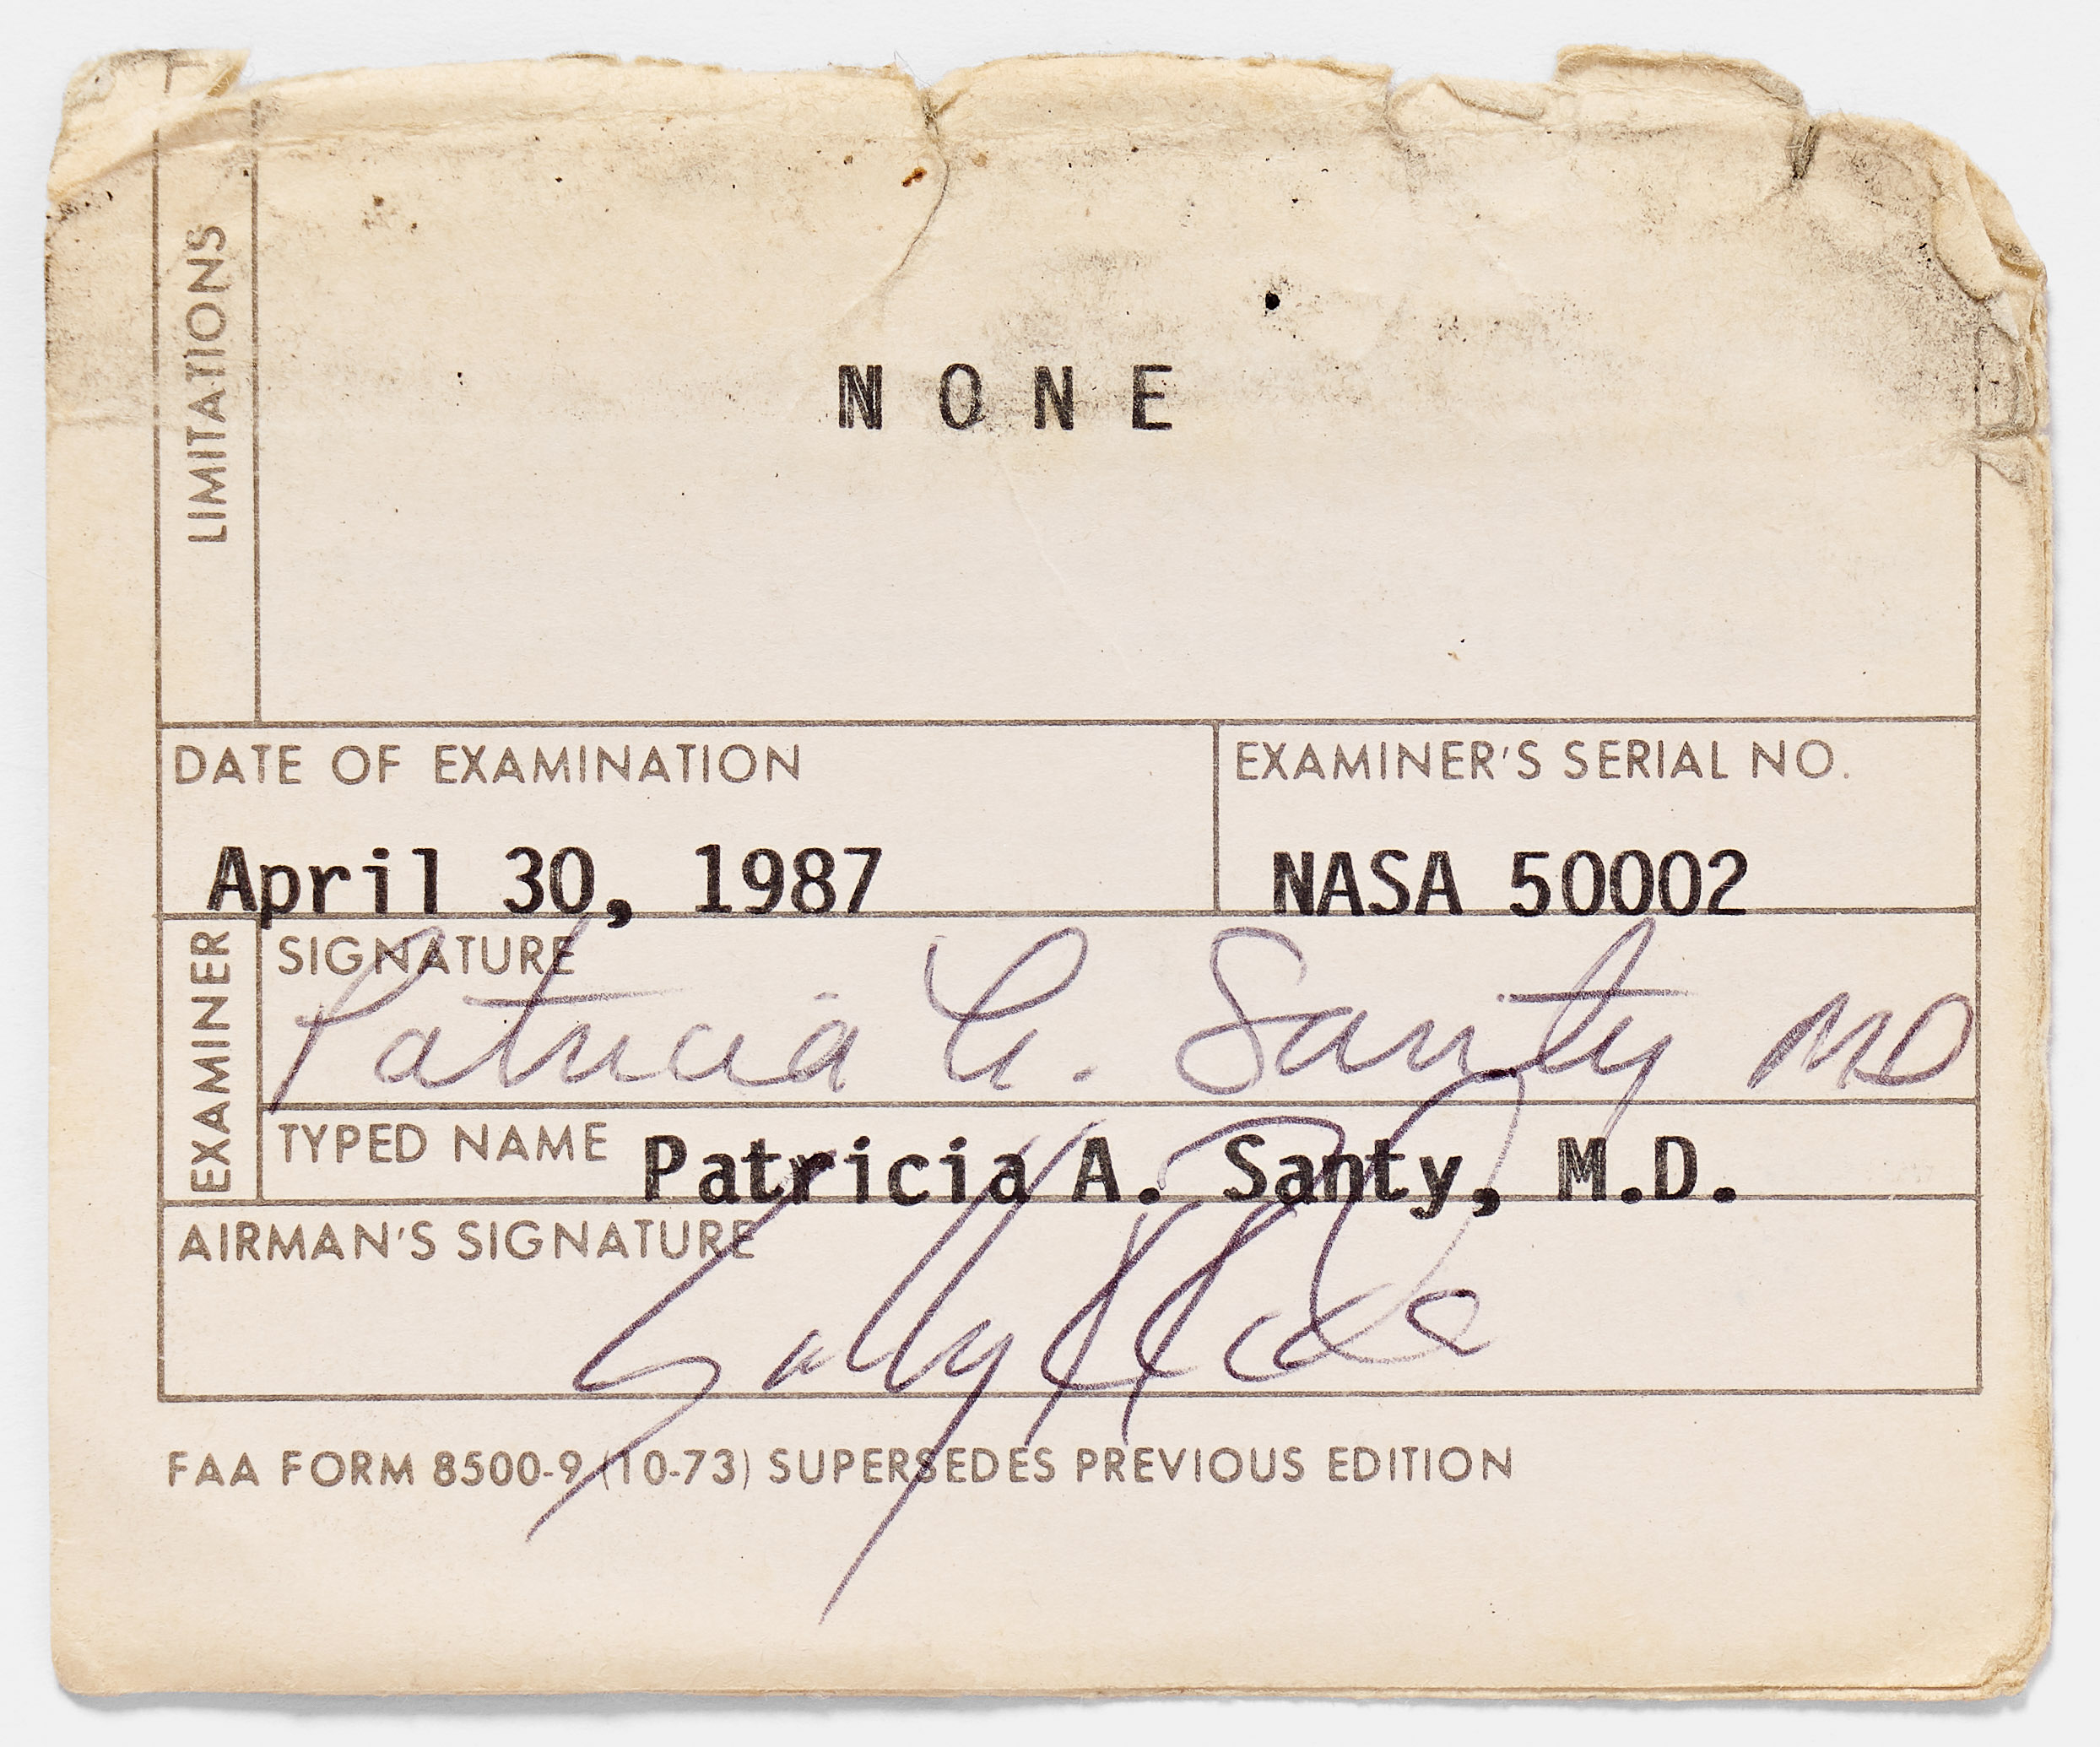 LIMITATIONS
NONE
DATE OF EXAMINATION
EXAMINER'S SERIAL NO.
April 30, 1987
NASA 50002
EXAMINER
SIGNATURE
Patricia A. Santy MD
TYPED NAME Patricia A. Santy, M.D.
AIRMAN'S SIGNATURE
Sally K Ride
FAA FORM 8500-9 (10-73) SUPERSEDES PREVIOUS EDITION